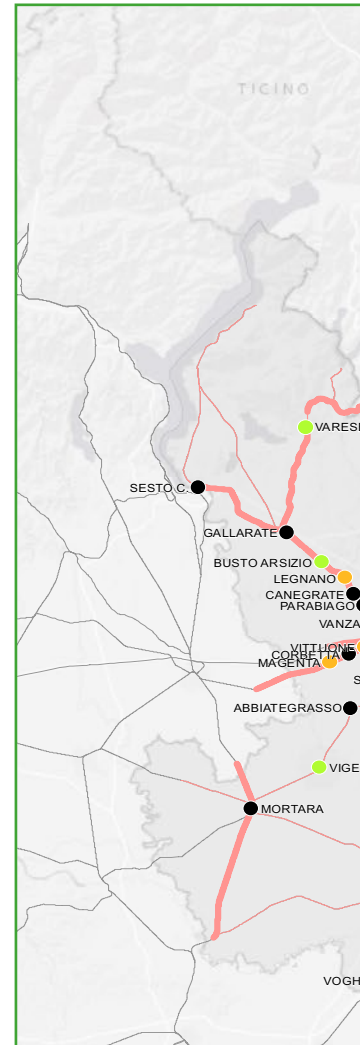 TICINO
VARESE
SESTO C.
GALLARATE
BUSTO ARSIZIO
LEGNANO
CANEGRATE
PARABIAGO
VANZA
VITTUONE
CORBETTA
MAGENTA
S
ABBIATEGRASSO
VIGE
MORTARA
VOGH